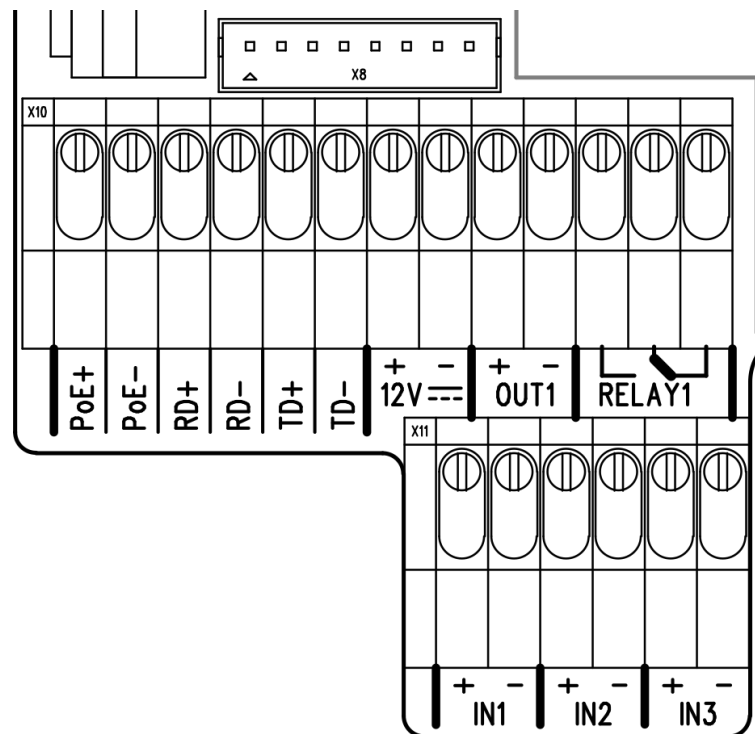 X8
X10
PoE+ PoE- RD+ RD- TD+ TD-
+ - + -
12V OUT1 RELAY1
X11
+ - + - + -
IN1 IN2 IN3